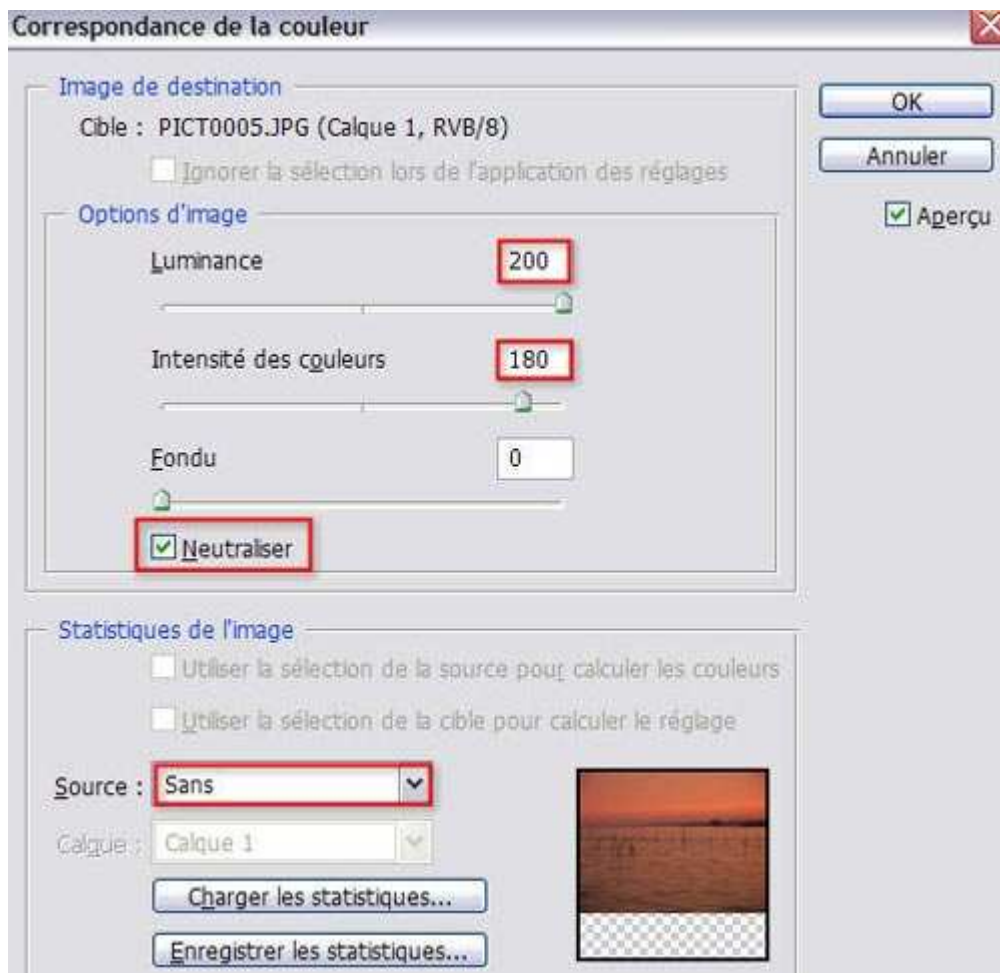 Correspondance de la couleur
Image de destination
Cible : PICT0005.JPG (Calque 1, RVB/8)
Ignorer la sélection lors de l'application des réglages
Options d'image
Luminance 200
Intensité des couleurs 180
Fondu 0
Neutraliser
OK
Annuler
Aperçu
Statistiques de l'image
Utiliser la sélection de la source pour calculer les couleurs
Utiliser la sélection de la cible pour calculer le réglage
Source : Sans
Calque : Calque 1
Charger les statistiques...
Enregistrer les statistiques...